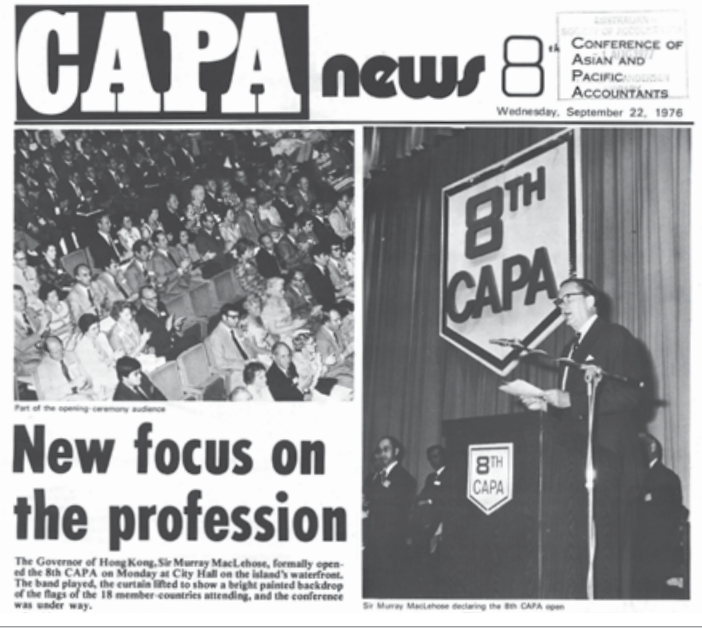 CAPA news 8th
CONFERENCE OF
ASIAN AND
PACIFIC
ACCOUNTANTS
Wednesday, September 22, 1976
8TH
CAPA
8TH
CAPA
Part of the opening-ceremony audience
New focus on
the profession
The Governor of Hong Kong, Sir Murray MacLehose, formally open-
ed the 8th CAPA on Monday at City Hall on the island's waterfront.
The band played, the curtain lifted to show a bright painted backdrop
of the flags of the 18 member-countries attending, and the conference
was under way.
Sir Murray MacLehose declaring the 8th CAPA open